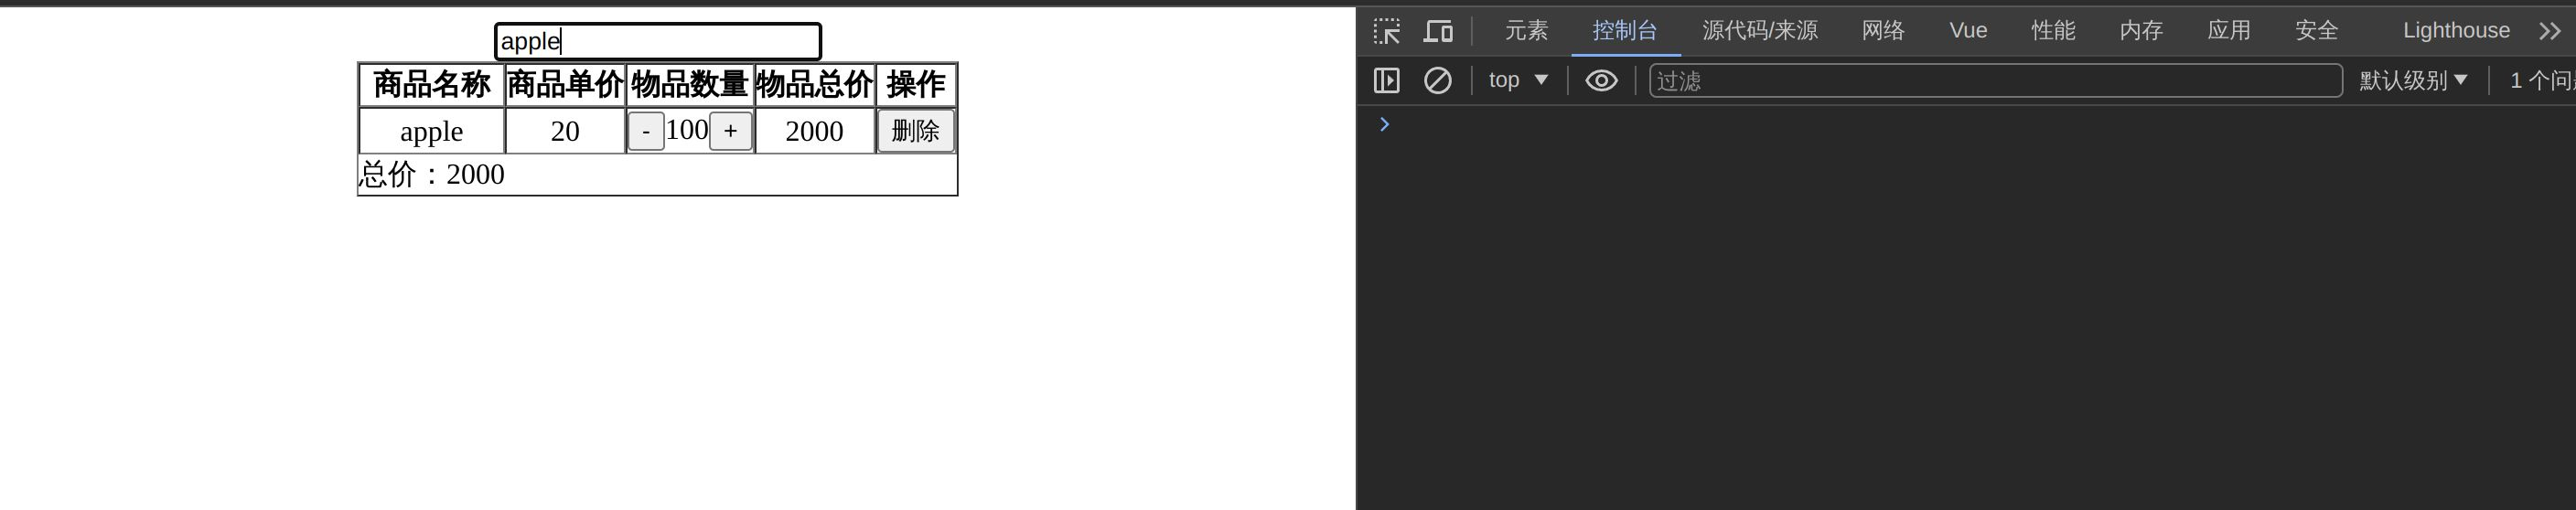 apple
商品名称 商品单价 物品数量 物品总价 操作
apple 20 - 100 + 2000 删除
总价：2000
元素 控制台 源代码/来源 网络 Vue 性能 内存 应用 安全 Lighthouse
top 过滤 默认级别 1 个问